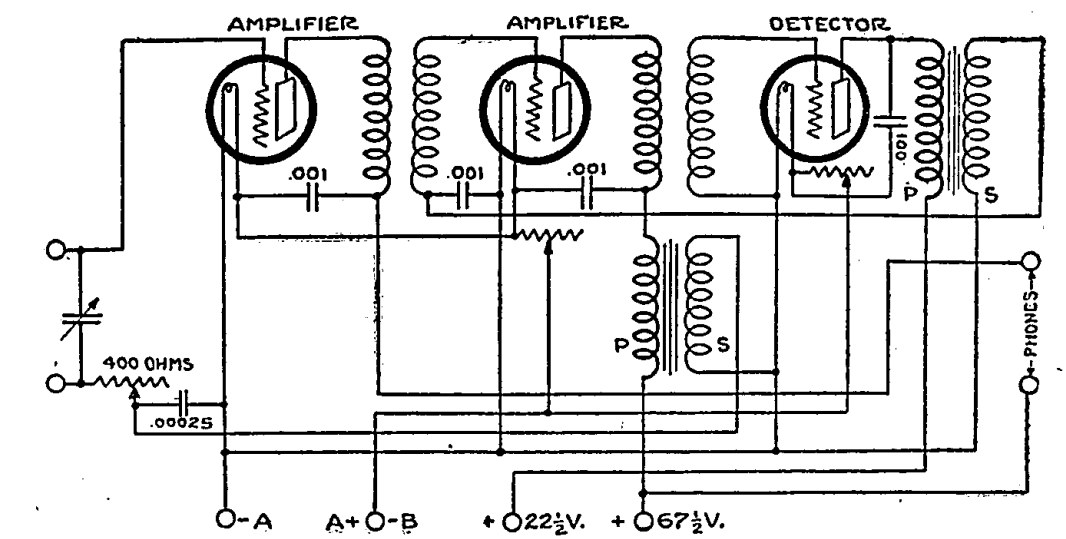 AMPLIFIER
AMPLIFIER
DETECTOR
.001
.001
.001
.001
P
S
P
S
400 OHMS
.00025
PHONES
-A
A+ -B
+ 22½V.
+ 67½V.